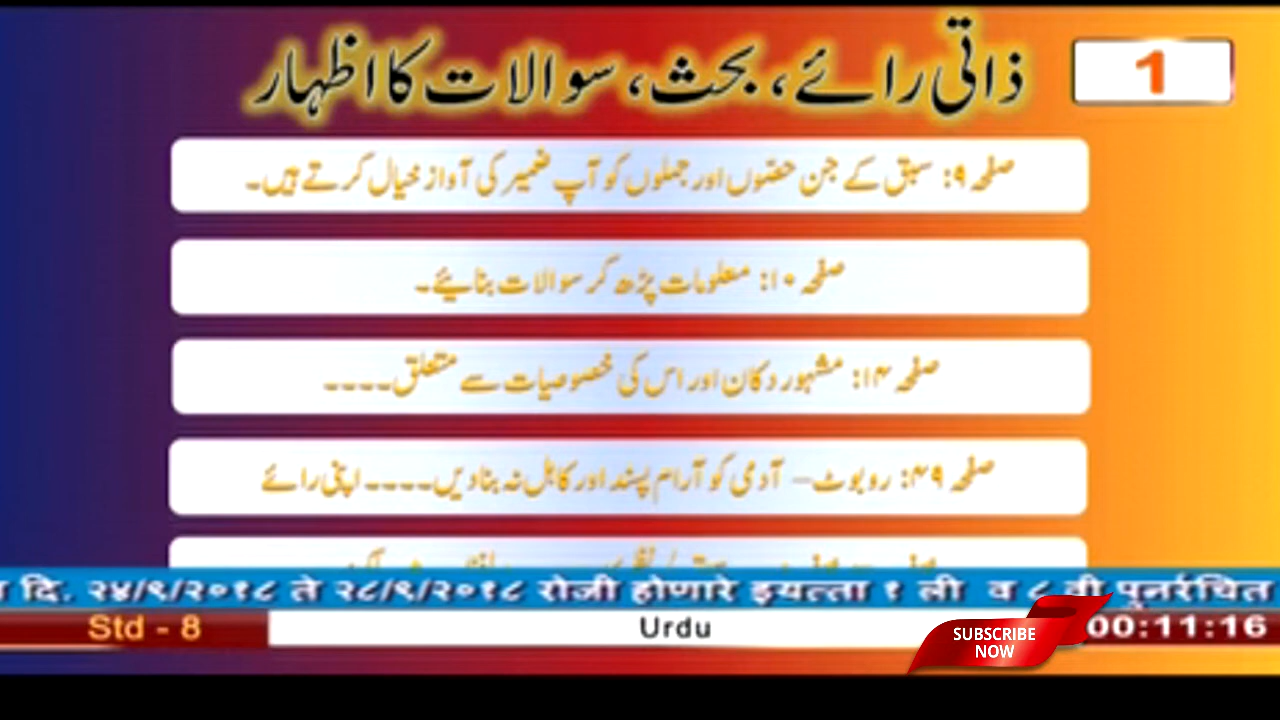 ذاتی رائے، بحث، سوالات کا اظہار
1
صفحہ ۹: سبق کے جن حصّوں اور جملوں کو آپ ضمیر کی آواز خیال کرتے ہیں۔
صفحہ ۱۰: معلومات پڑھ کر سوالات بنائیے۔
صفحہ ۱۴: مشہور دکان اور اس کی خصوصیات سے متعلق۔۔۔۔
صفحہ ۴۹: روبوٹ– آدمی کو آرام پسند اور کاہل نہ بنا دیں۔۔۔۔ اپنی رائے
दि. २४/९/२०१८ ते २८/९/२०१८ रोजी होणारे इयत्ता १ ली व ८ वी पुनर्रचित
Std - 8
Urdu
SUBSCRIBE
NOW
00:11:16